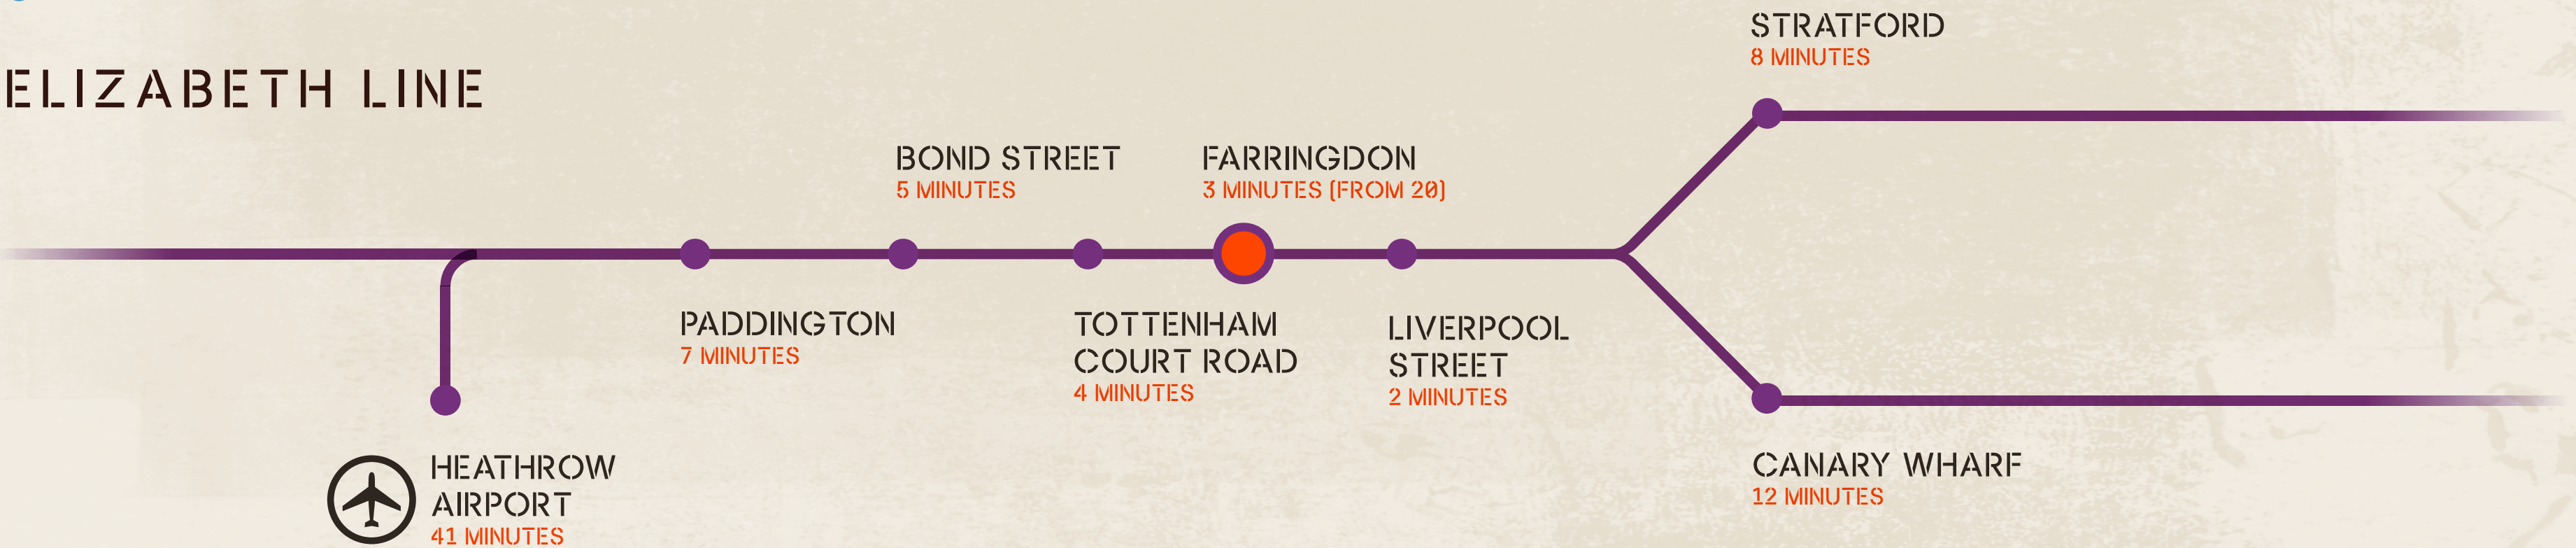 STRATFORD
8 MINUTES
ELIZABETH LINE
BOND STREET
5 MINUTES
FARRINGDON
3 MINUTES (FROM 20)
PADDINGTON
7 MINUTES
TOTTENHAM
COURT ROAD
4 MINUTES
LIVERPOOL
STREET
2 MINUTES
HEATHROW
AIRPORT
41 MINUTES
CANARY WHARF
12 MINUTES